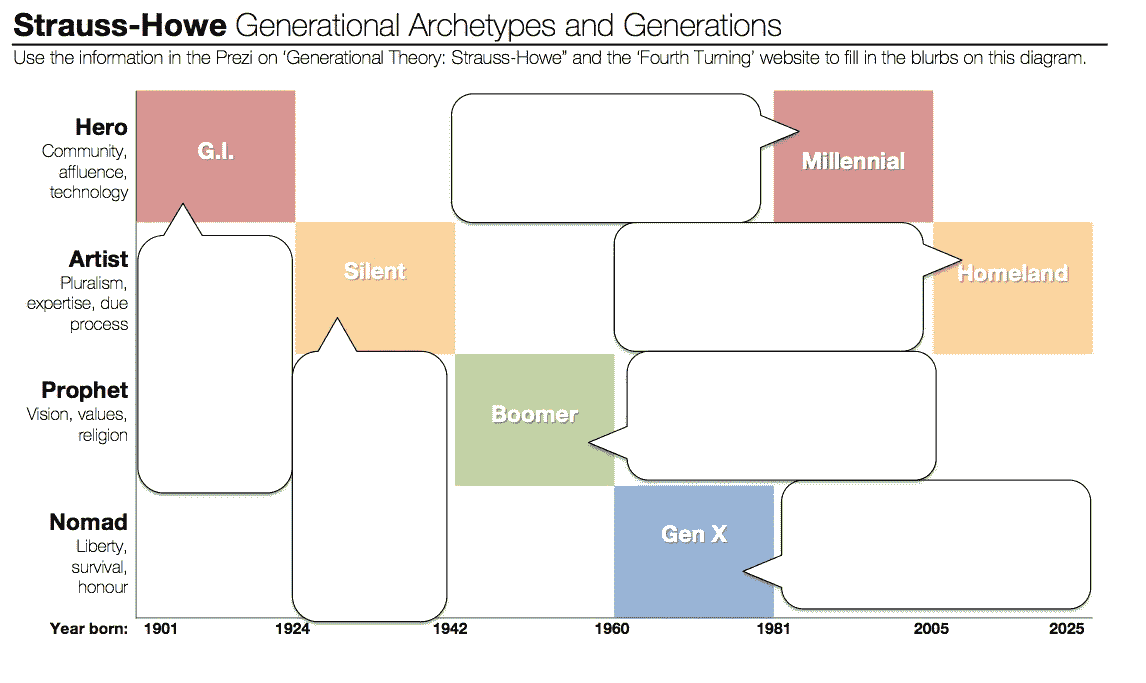 Strauss-Howe Generational Archetypes and Generations
Use the information in the Prezi on ‘Generational Theory: Strauss-Howe” and the ‘Fourth Turning’ website to fill in the blurbs on this diagram.
Hero
Community,
affluence,
technology
G.I.
Millennial
Artist
Pluralism,
expertise, due
process
Silent
Homeland
Prophet
Vision, values,
religion
Boomer
Nomad
Liberty,
survival,
honour
Gen X
Year born: 1901 1924 1942 1960 1981 2005 2025